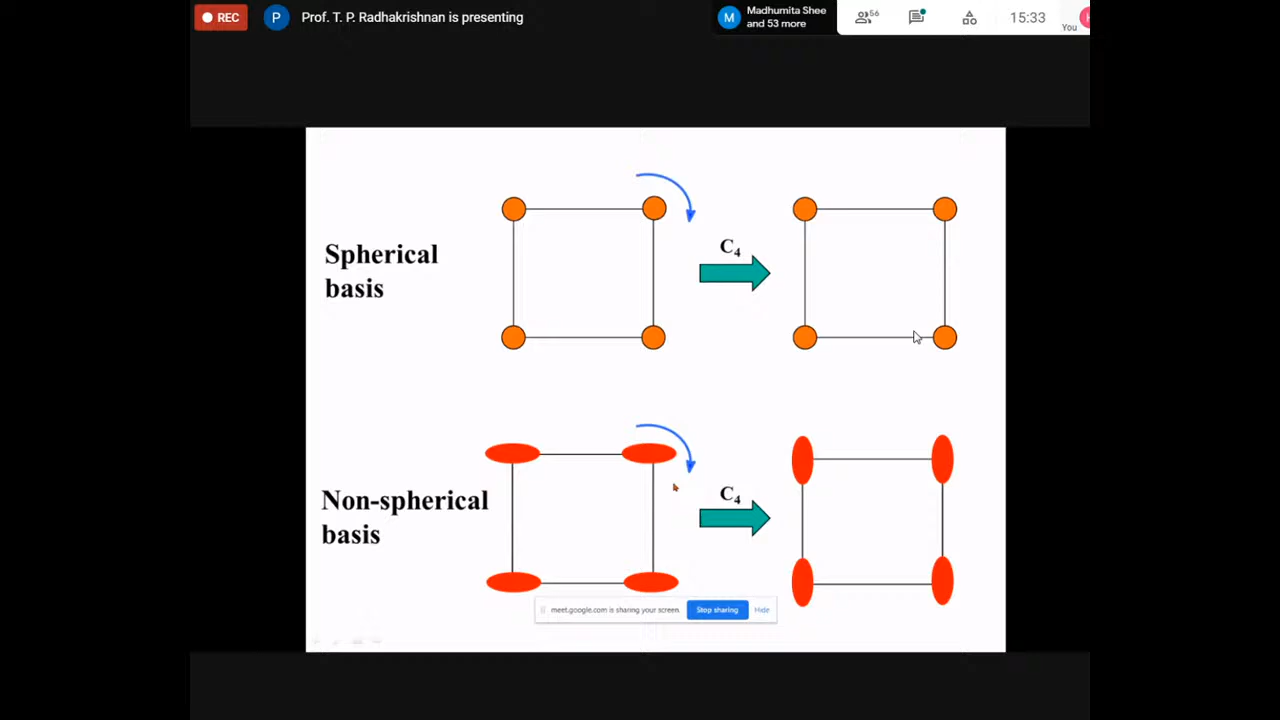 REC
P
Prof. T. P. Radhakrishnan is presenting
M
Madhumita Shee
and 53 more
56
15:33
You
Spherical
basis
C4
Non-spherical
basis
C4
meet.google.com is sharing your screen.
Stop sharing
Hide